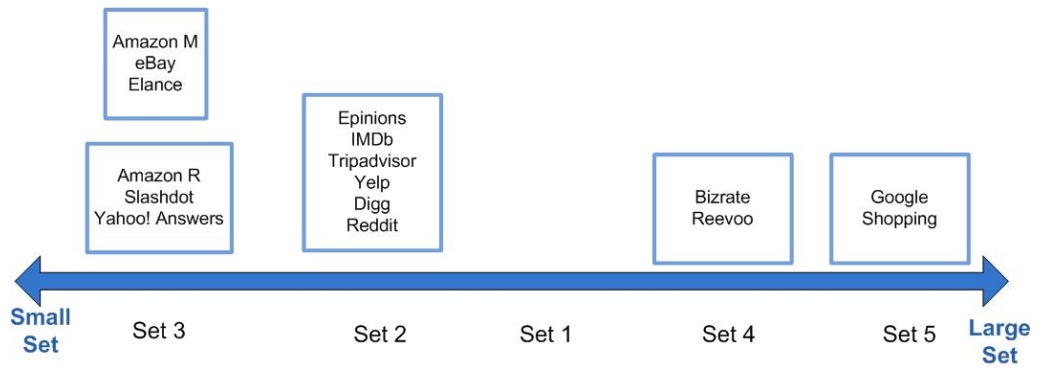 Amazon M
eBay
Elance
Amazon R
Slashdot
Yahoo! Answers
Epinions
IMDb
Tripadvisor
Yelp
Digg
Reddit
Bizrate
Reevoo
Google
Shopping
Small
Set
Set 3
Set 2
Set 1
Set 4
Set 5
Large
Set